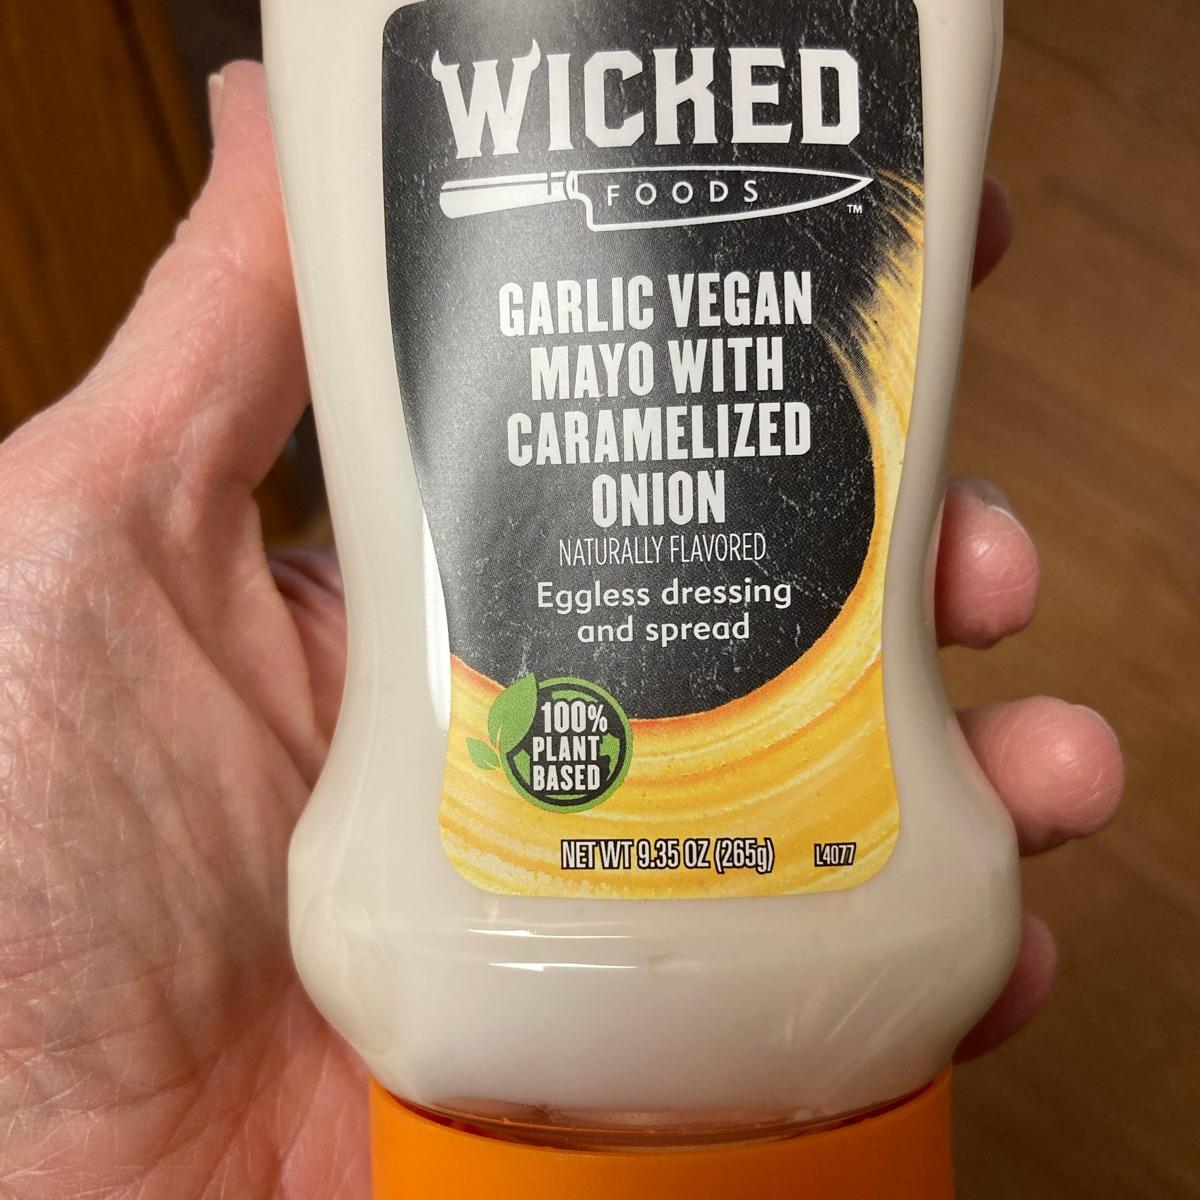 WICKED
FOODS
™
GARLIC VEGAN
MAYO WITH
CARAMELIZED
ONION
NATURALLY FLAVORED
Eggless dressing
and spread
100%
PLANT
BASED
NET WT 9.35 OZ (265g)
L4077